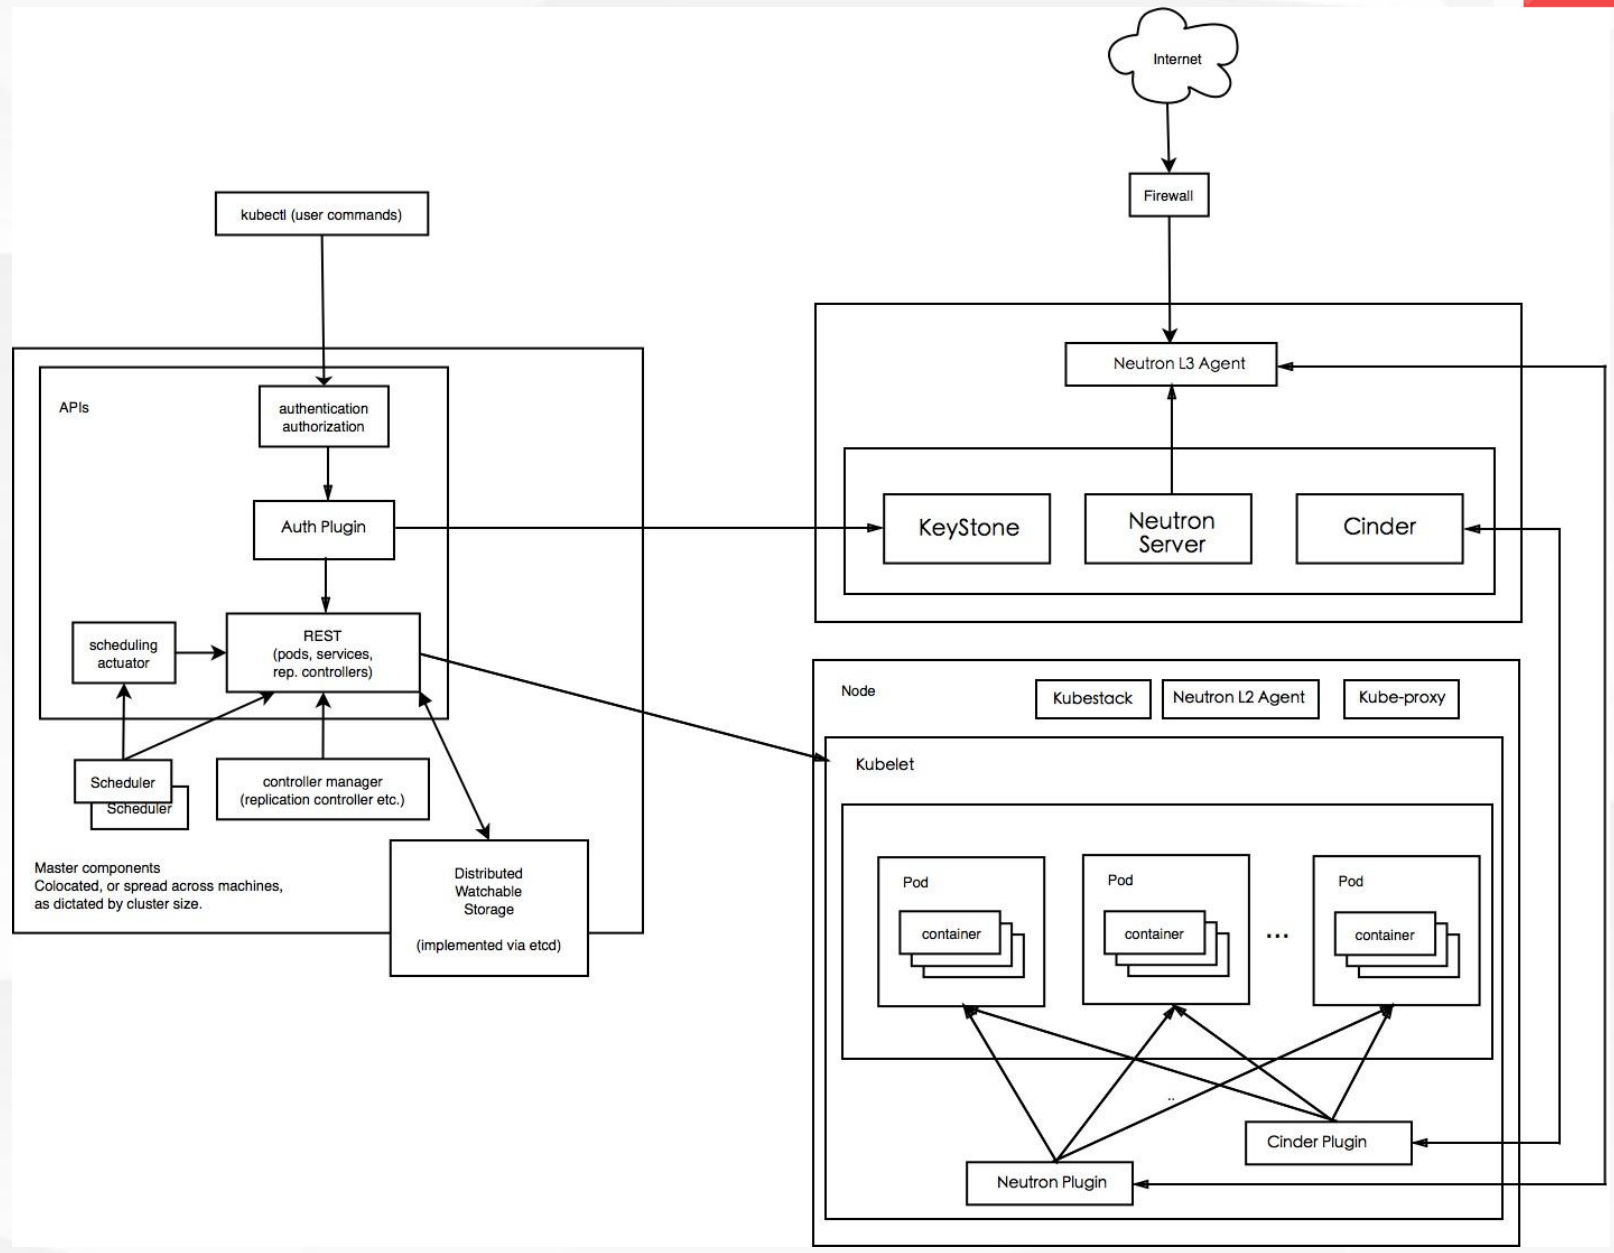 Internet
Firewall
kubectl (user commands)
Neutron L3 Agent
APIs
authentication
authorization
Auth Plugin
KeyStone
Neutron
Server
Cinder
scheduling
actuator
REST
(pods, services,
rep. controllers)
Node
Kubestack
Neutron L2 Agent
Kube-proxy
Kubelet
Scheduler
Scheduler
controller manager
(replication controller etc.)
Master components
Colocated, or spread across machines,
as dictated by cluster size.
Distributed
Watchable
Storage
(implemented via etcd)
Pod
Pod
Pod
container
container
...
container
..
Cinder Plugin
Neutron Plugin